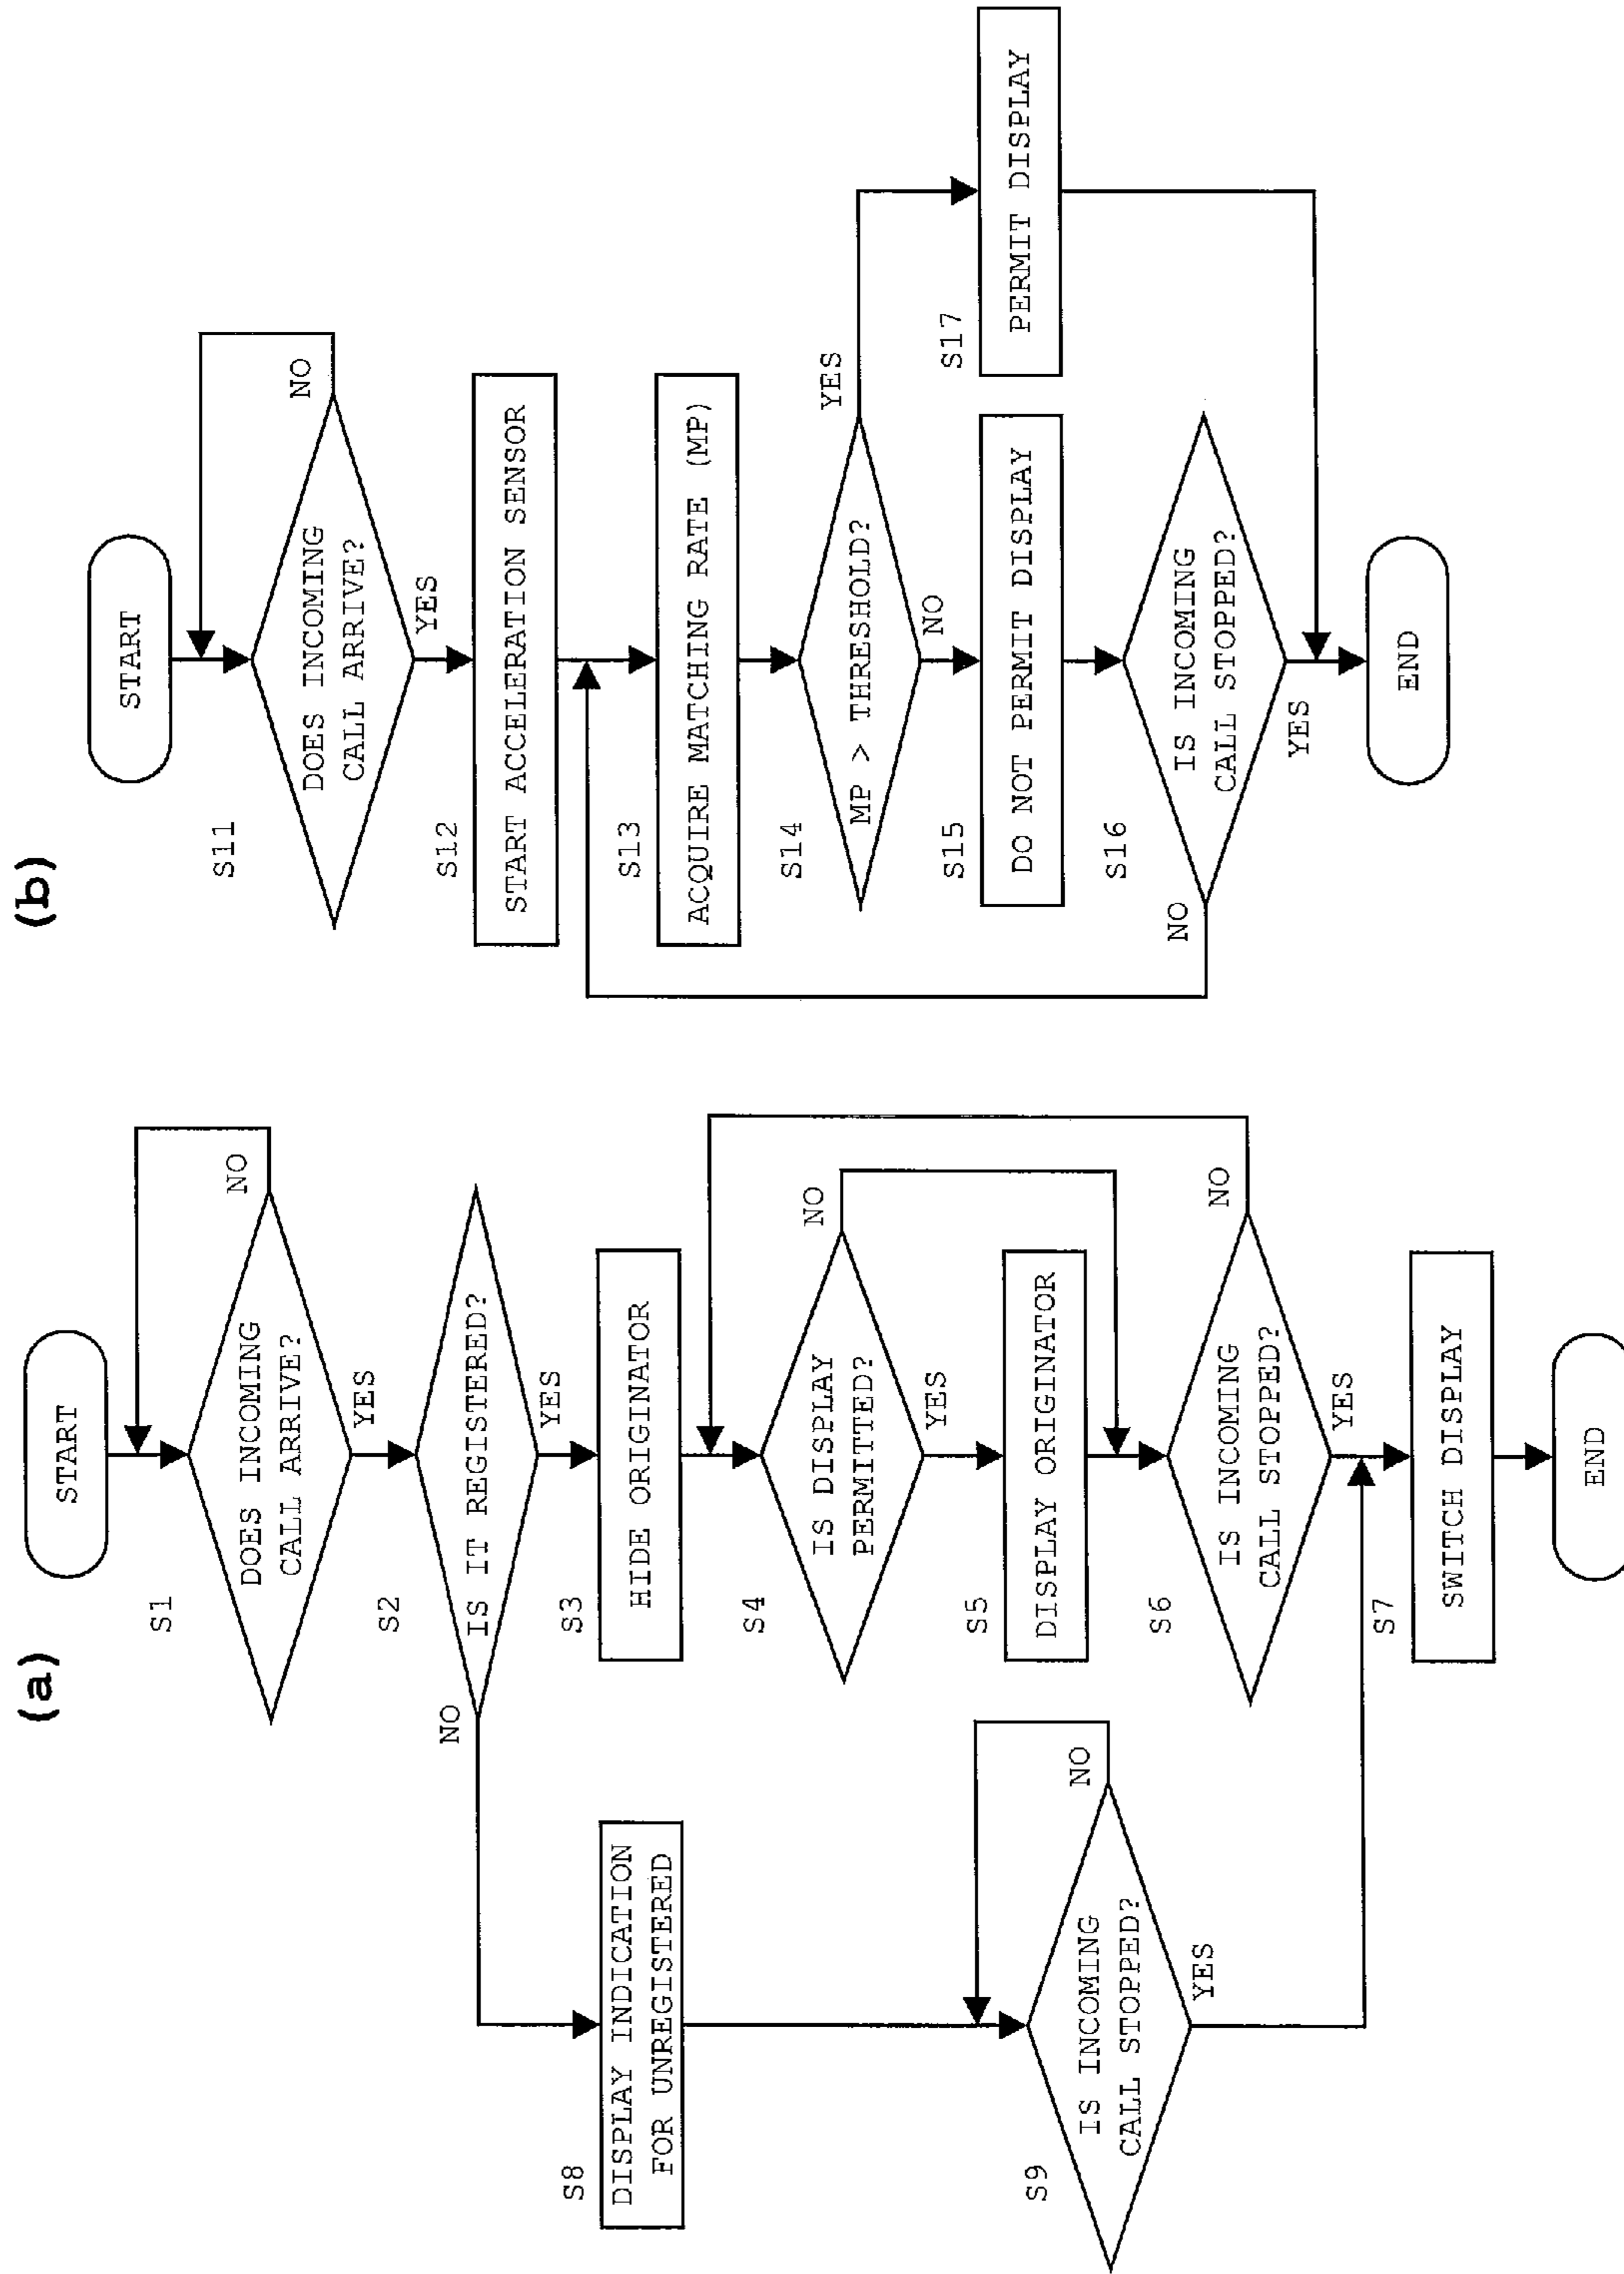 (a)
START
S1
DOES INCOMING
CALL ARRIVE?
NO
YES
S2
IS IT REGISTERED?
NO
YES
S3
HIDE ORIGINATOR
S4
IS DISPLAY
PERMITTED?
NO
YES
S5
DISPLAY ORIGINATOR
S6
IS INCOMING
CALL STOPPED?
NO
YES
S7
SWITCH DISPLAY
END
S8
DISPLAY INDICATION
FOR UNREGISTERED
S9
IS INCOMING
CALL STOPPED?
NO
YES
(b)
START
S11
DOES INCOMING
CALL ARRIVE?
NO
YES
S12
START ACCELERATION SENSOR
S13
ACQUIRE MATCHING RATE (MP)
S14
MP > THRESHOLD?
YES
NO
S15
DO NOT PERMIT DISPLAY
S16
IS INCOMING
CALL STOPPED?
NO
YES
S17
PERMIT DISPLAY
END